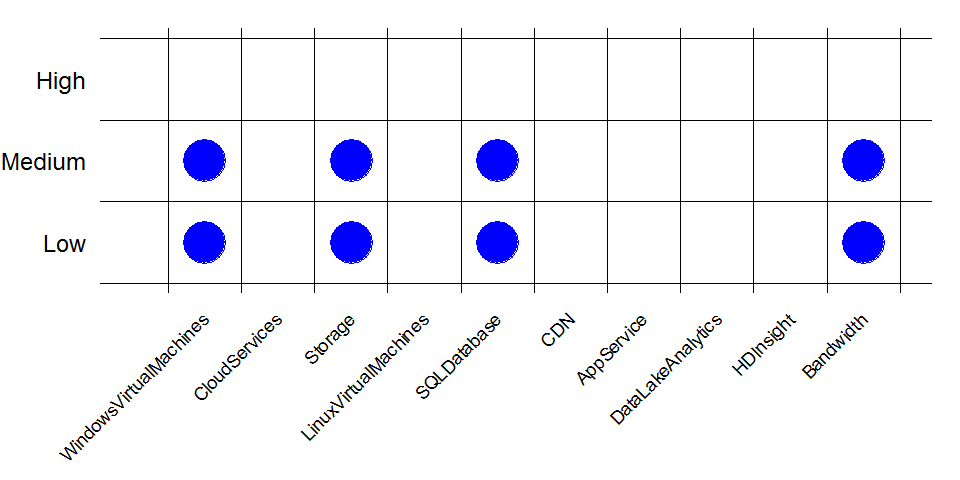 High
Medium
Low
WindowsVirtualMachines
CloudServices
Storage
LinuxVirtualMachines
SQLDatabase
CDN
AppService
DataLakeAnalytics
HDInsight
Bandwidth